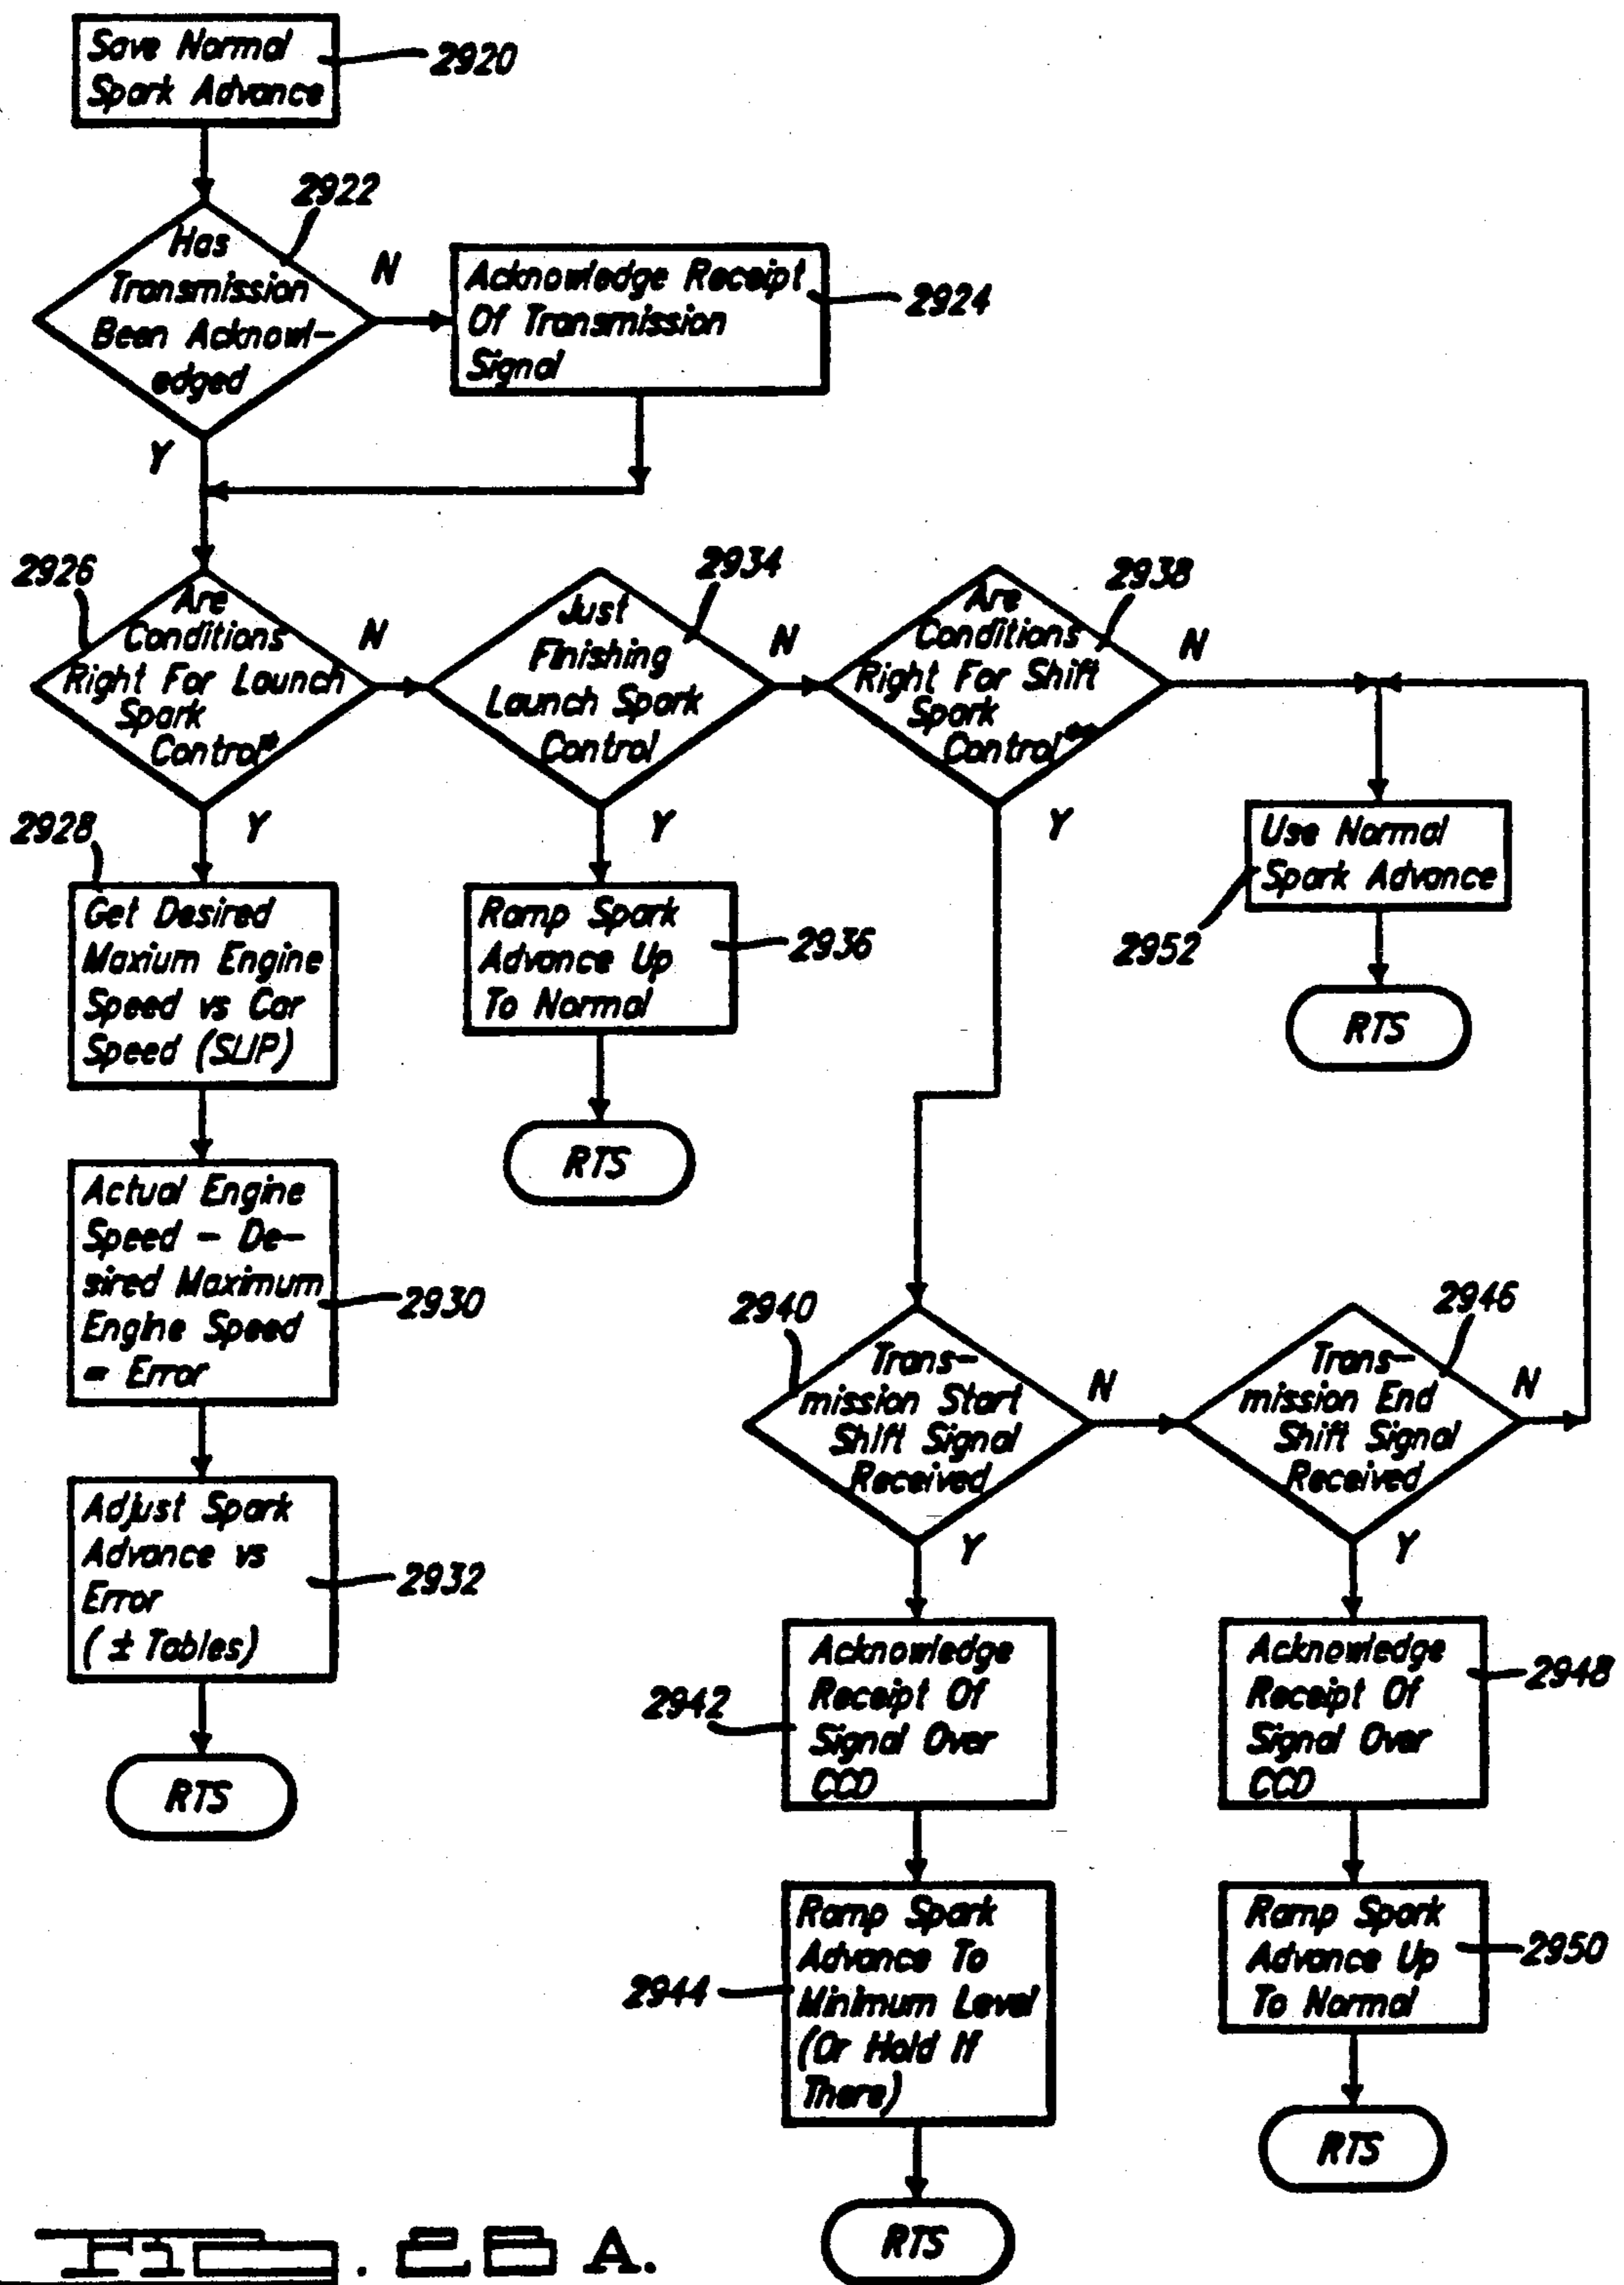 Save Normal
Spark Advance
2920
2922
Has
Transmission
Been Acknowl-
edged
N
Y
Acknowledge Receipt
Of Transmission
Signal
2924
2926
Are
Conditions
Right For Launch
Spark
Control*
N
Y
2934
Just
Finishing
Launch Spark
Control
N
Y
2938
Are
Conditions
Right For Shift
Spark
Control**
N
Y
2928
Get Desired
Maxium Engine
Speed vs Car
Speed (SLIP)
Ramp Spark
Advance Up
To Normal
2936
RTS
Use Normal
Spark Advance
2952
RTS
Actual Engine
Speed - De-
sired Maximum
Engine Speed
= Error
2930
Adjust Spark
Advance vs
Error
(± Tables)
2932
RTS
2940
Trans-
mission Start
Shift Signal
Received
N
Y
2946
Trans-
mission End
Shift Signal
Received
N
Y
Acknowledge
Receipt Of
Signal Over
CCD
2942
Acknowledge
Receipt Of
Signal Over
CCD
2948
Ramp Spark
Advance To
Minimum Level
(Or Hold If
There)
2944
RTS
Ramp Spark
Advance Up
To Normal
2950
RTS
FIG. 28 A.